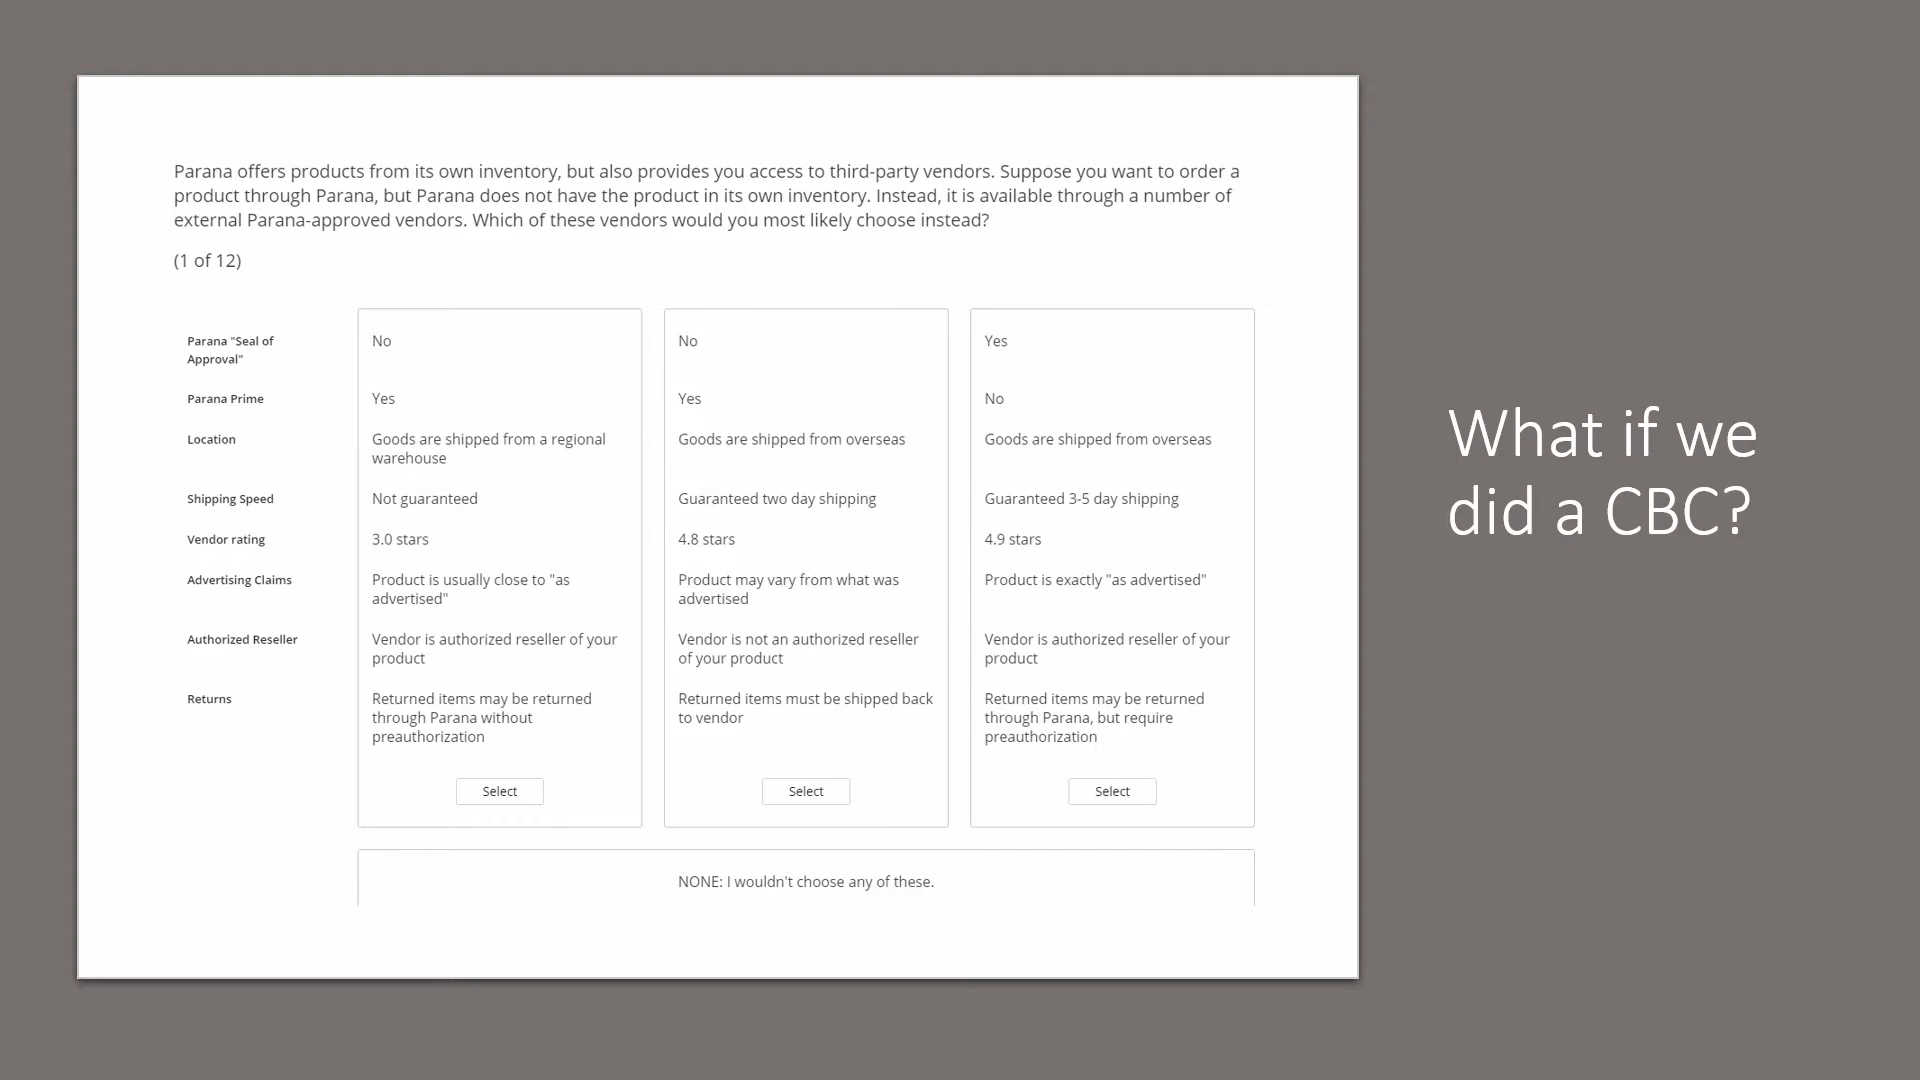 Parana offers products from its own inventory, but also provides you access to third-party vendors. Suppose you want to order a
product through Parana, but Parana does not have the product in its own inventory. Instead, it is available through a number of
external Parana-approved vendors. Which of these vendors would you most likely choose instead?
(1 of 12)
Parana "Seal of
Approval"
No
No
Yes
Parana Prime
Yes
Yes
No
Location
Goods are shipped from a regional
warehouse
Goods are shipped from overseas
Goods are shipped from overseas
Shipping Speed
Not guaranteed
Guaranteed two day shipping
Guaranteed 3-5 day shipping
Vendor rating
3.0 stars
4.8 stars
4.9 stars
Advertising Claims
Product is usually close to "as
advertised"
Product may vary from what was
advertised
Product is exactly "as advertised"
Authorized Reseller
Vendor is authorized reseller of your
product
Vendor is not an authorized reseller
of your product
Vendor is authorized reseller of your
product
Returns
Returned items may be returned
through Parana without
preauthorization
Returned items must be shipped back
to vendor
Returned items may be returned
through Parana, but require
preauthorization
Select
Select
Select
NONE: I wouldn't choose any of these.
What if we
did a CBC?